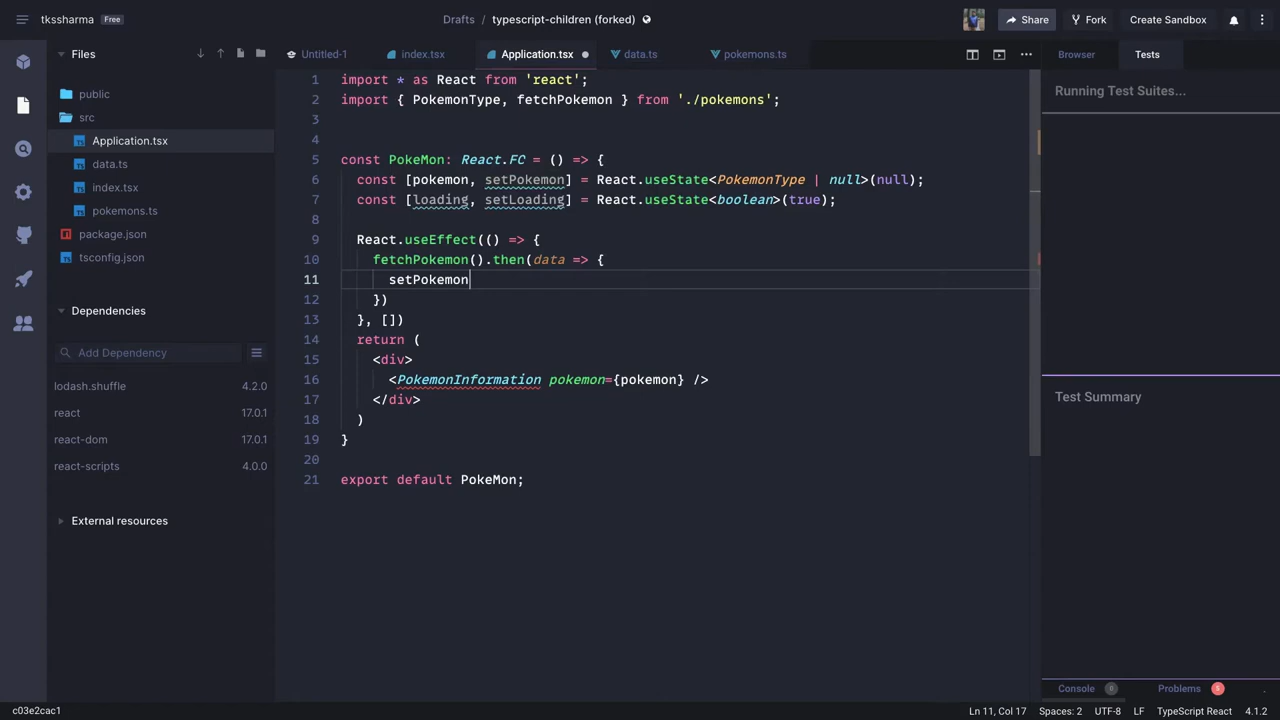 tkssharma Free Drafts / typescript-children (forked) Share Fork Create Sandbox
Files
public
src
Application.tsx
data.ts
index.tsx
pokemons.ts
package.json
tsconfig.json
Dependencies
Add Dependency
lodash.shuffle 4.2.0
react 17.0.1
react-dom 17.0.1
react-scripts 4.0.0
External resources
Untitled-1 index.tsx Application.tsx data.ts pokemons.ts
1 import * as React from 'react';
2 import { PokemonType, fetchPokemon } from './pokemons';
3
4
5 const PokeMon: React.FC = () => {
6 const [pokemon, setPokemon] = React.useState<PokemonType | null>(null);
7 const [loading, setLoading] = React.useState<boolean>(true);
8
9 React.useEffect(() => {
10 fetchPokemon().then(data => {
11 setPokemon
12 })
13 }, [])
14 return (
15 <div>
16 <PokemonInformation pokemon={pokemon} />
17 </div>
18 )
19 }
20
21 export default PokeMon;
Browser Tests
Running Test Suites...
Test Summary
Console 0 Problems 5
c03e2cac1 Ln 11, Col 17 Spaces: 2 UTF-8 LF TypeScript React 4.1.2